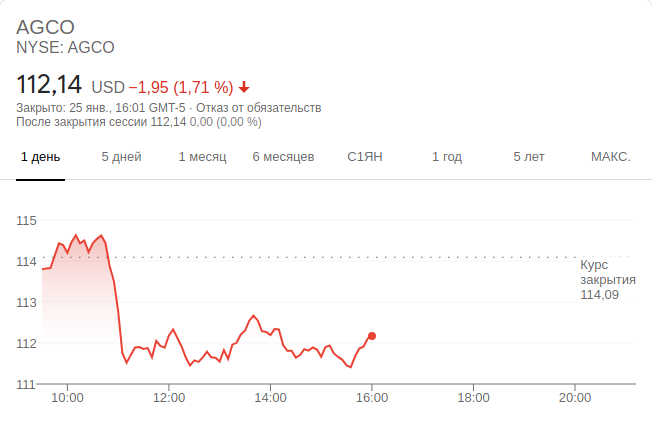 AGCO
NYSE: AGCO
112,14 USD −1,95 (1,71 %)
Закрыто: 25 янв., 16:01 GMT-5 · Отказ от обязательств
После закрытия сессии 112,14 0,00 (0,00 %)
1 день 5 дней 1 месяц 6 месяцев С1ЯН 1 год 5 лет МАКС.
115
114
113
112
111
Курс
закрытия
114,09
10:00 12:00 14:00 16:00 18:00 20:00